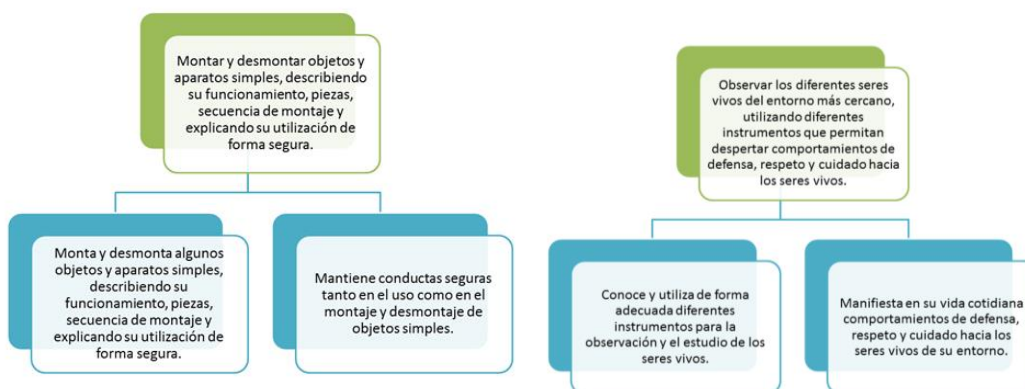 Montar y desmontar objetos y
aparatos simples, describiendo
su funcionamiento, piezas,
secuencia de montaje y
explicando su utilización de
forma segura.
Monta y desmonta algunos
objetos y aparatos simples,
describiendo su
funcionamiento, piezas,
secuencia de montaje y
explicando su utilización de
forma segura.
Mantiene conductas seguras
tanto en el uso como en el
montaje y desmontaje de
objetos simples.
Observar los diferentes seres
vivos del entorno más cercano,
utilizando diferentes
instrumentos que permitan
despertar comportamientos de
defensa, respeto y cuidado hacia
los seres vivos.
Conoce y utiliza de forma
adecuada diferentes
instrumentos para la
observación y el estudio de los
seres vivos.
Manifiesta en su vida cotidiana
comportamientos de defensa,
respeto y cuidado hacia los
seres vivos de su entorno.